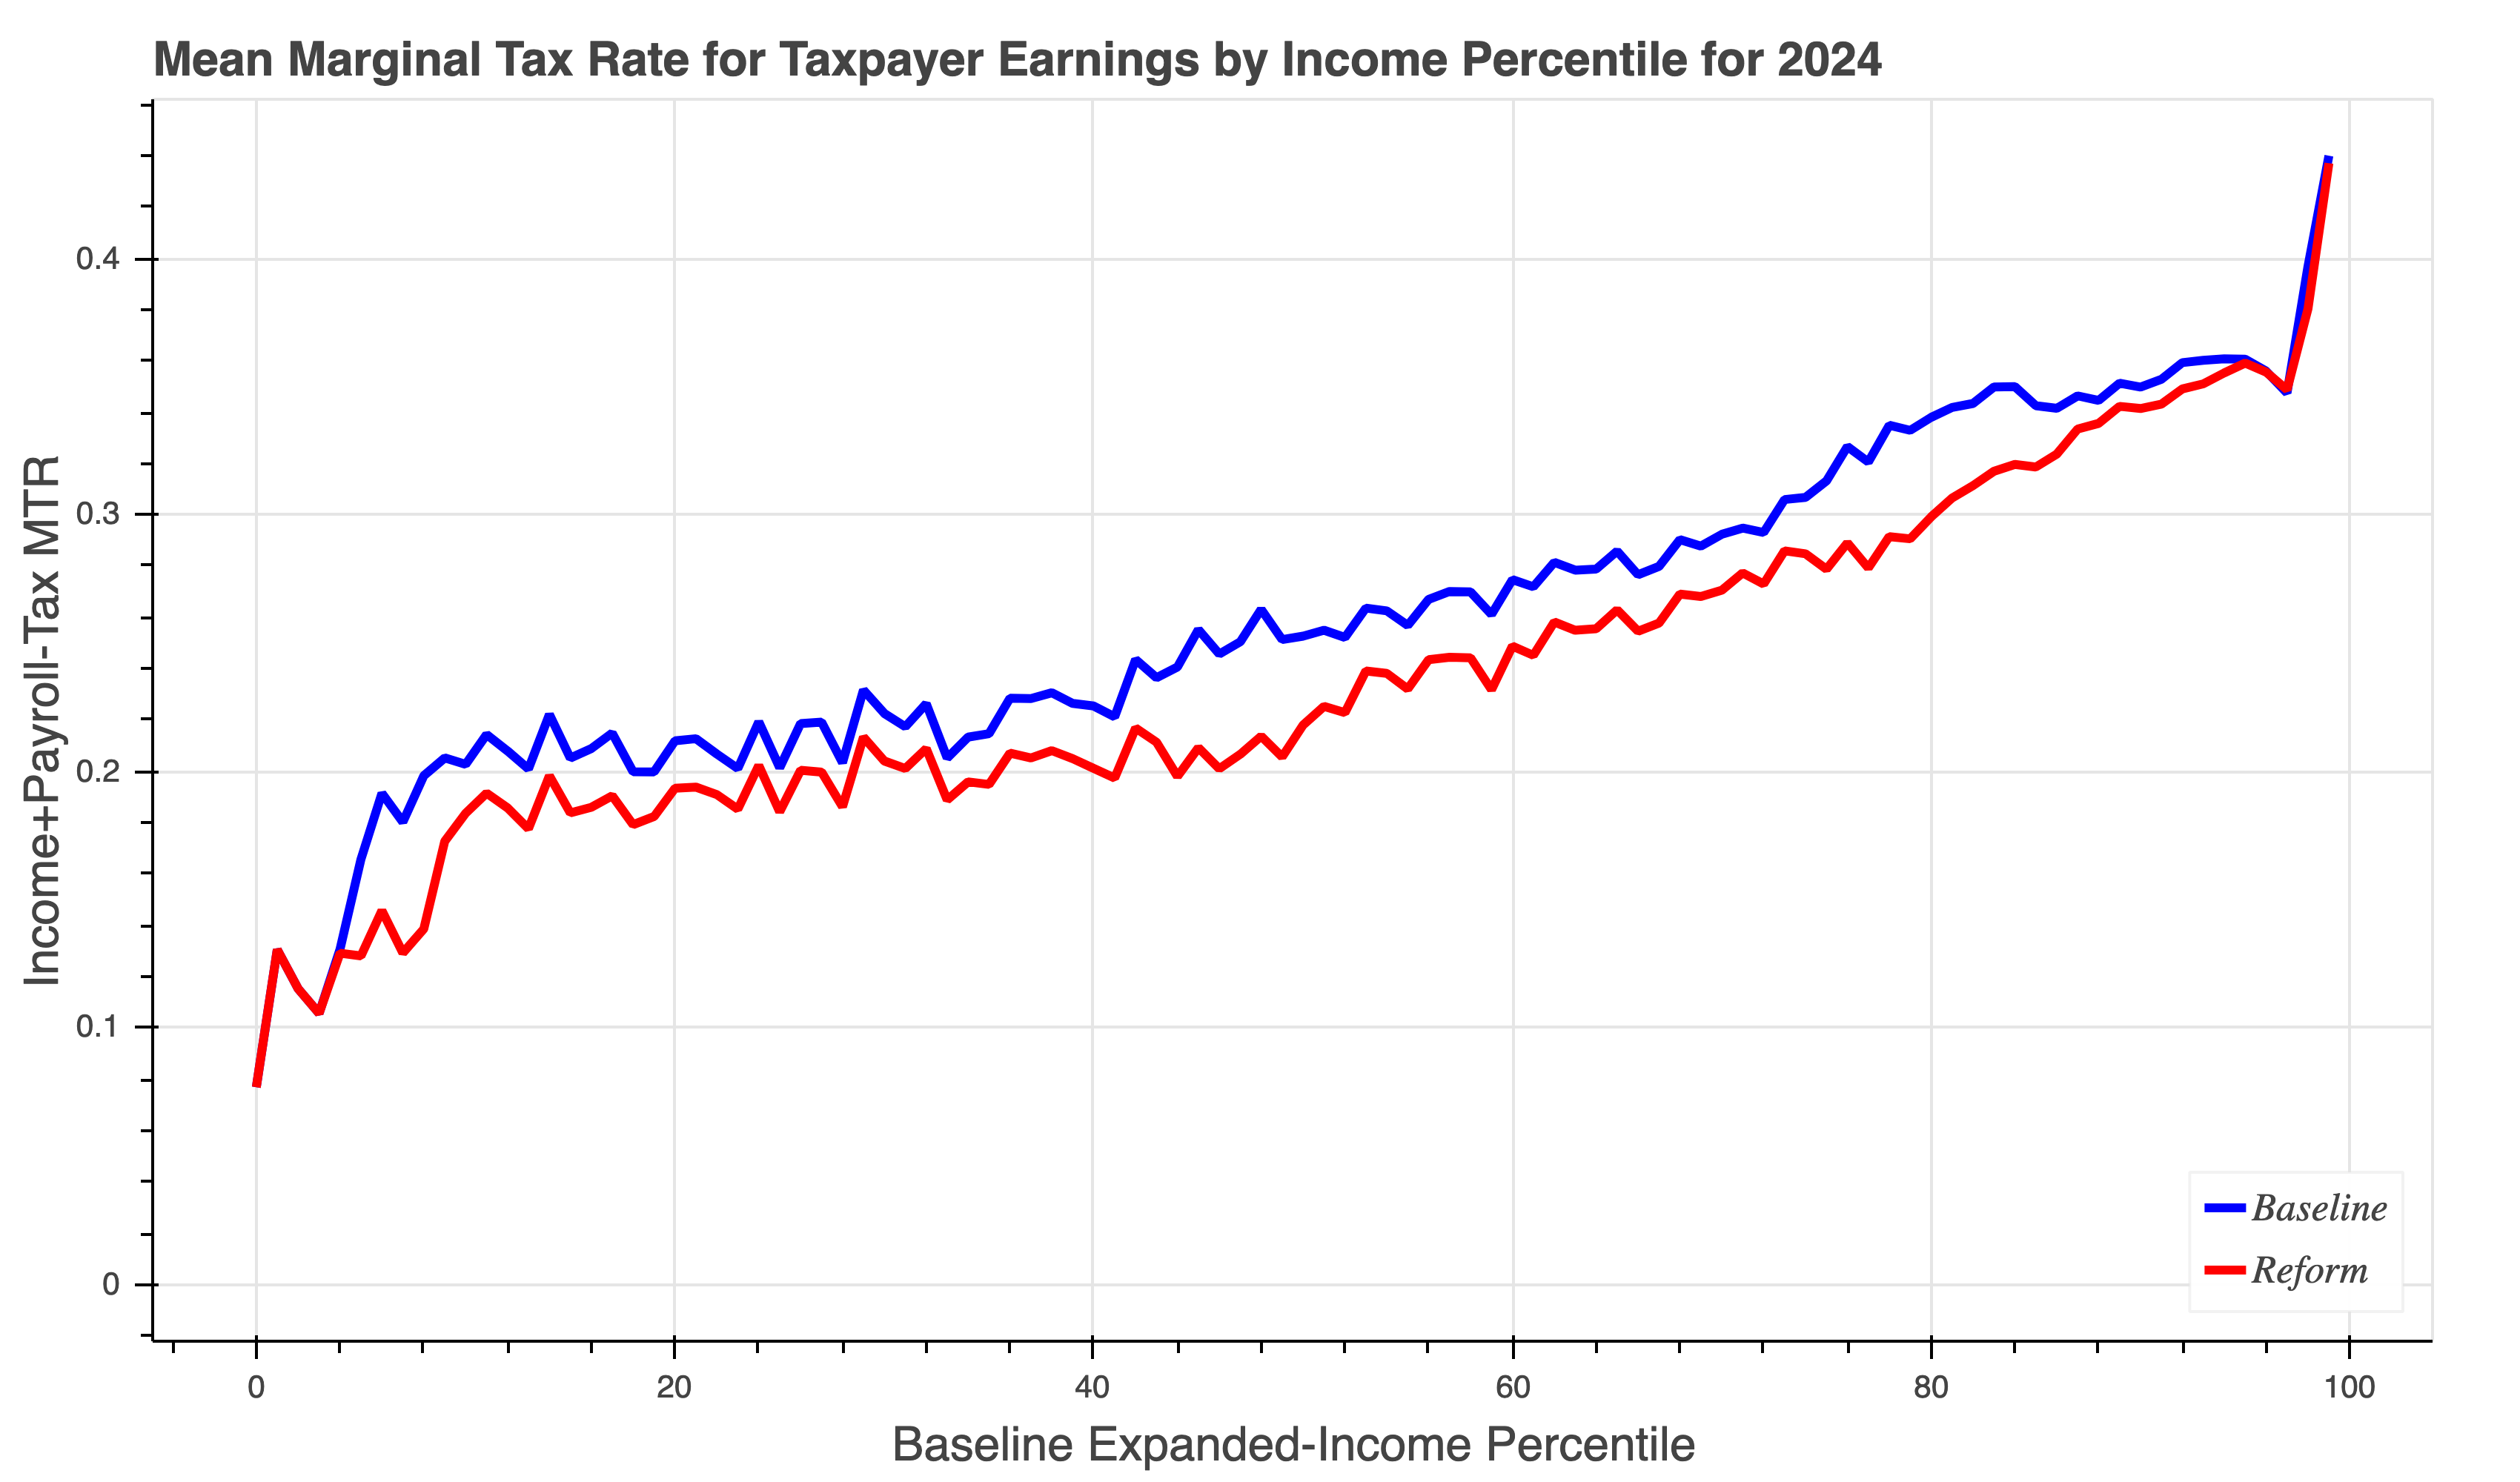 Mean Marginal Tax Rate for Taxpayer Earnings by Income Percentile for 2024
Income+Payroll-Tax MTR
0.4
0.3
0.2
0.1
0
Baseline
Reform
0 20 40 60 80 100
Baseline Expanded-Income Percentile